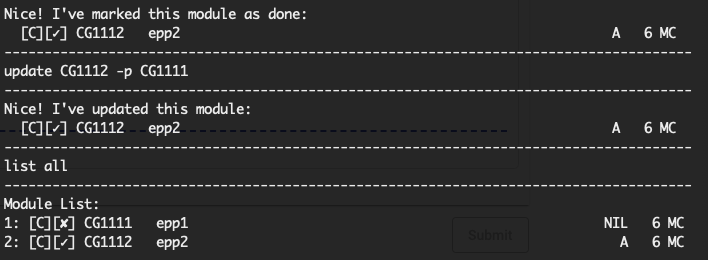 Nice! I've marked this module as done:
[C][✓] CG1112 epp2 A 6 MC
--------------------------------------------------------------------------------
update CG1112 -p CG1111
--------------------------------------------------------------------------------
Nice! I've updated this module:
[C][✓] CG1112 epp2 A 6 MC
--------------------------------------------------------------------------------
list all
--------------------------------------------------------------------------------
Module List:
1: [C][✘] CG1111 epp1 NIL 6 MC
2: [C][✓] CG1112 epp2 A 6 MC
Submit